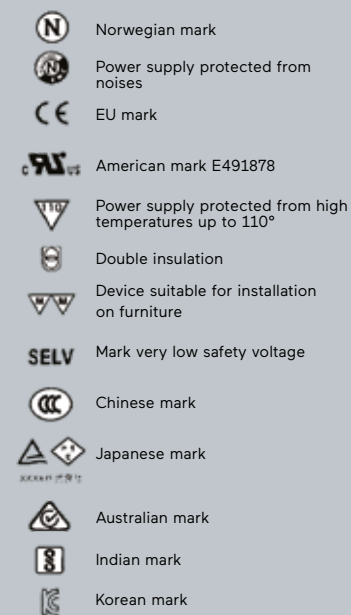 N
Norwegian mark
N
Power supply protected from
noises
CE
EU mark
c RU us
American mark E491878
110
Power supply protected from high
temperatures up to 110°
Double insulation
M M
Device suitable for installation
on furniture
SELV
Mark very low safety voltage
CCC
Chinese mark
Japanese mark
Australian mark
Indian mark
Korean mark